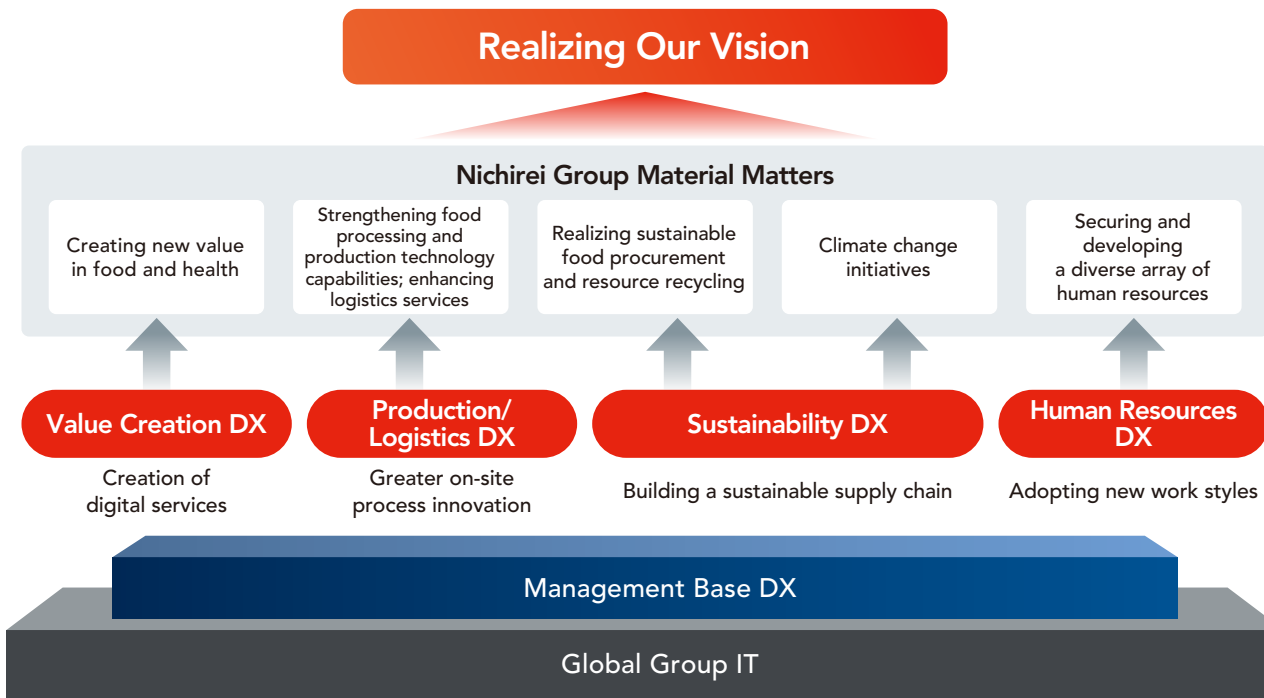 Realizing Our Vision
Nichirei Group Material Matters
Creating new value
in food and health
Strengthening food
processing and
production technology
capabilities; enhancing
logistics services
Realizing sustainable
food procurement
and resource recycling
Climate change
initiatives
Securing and
developing
a diverse array of
human resources
Value Creation DX
Production/
Logistics DX
Sustainability DX
Human Resources
DX
Creation of
digital services
Greater on-site
process innovation
Building a sustainable supply chain
Adopting new work styles
Management Base DX
Global Group IT